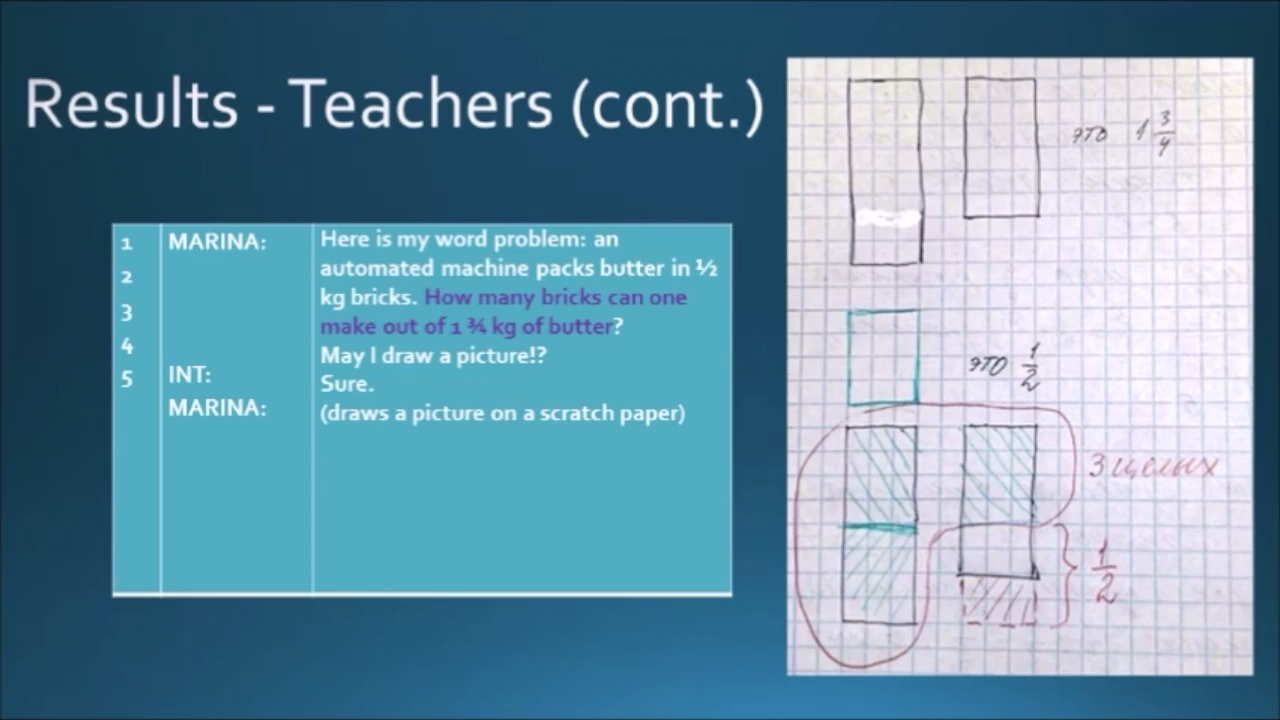 Results - Teachers (cont.)
1
2
3
4
5
MARINA:
INT:
MARINA:
Here is my word problem: an
automated machine packs butter in ½
kg bricks. How many bricks can one
make out of 1 ¾ kg of butter?
May I draw a picture!?
Sure.
(draws a picture on a scratch paper)
это 1 3/4
это 1/2
3 целых
1/2